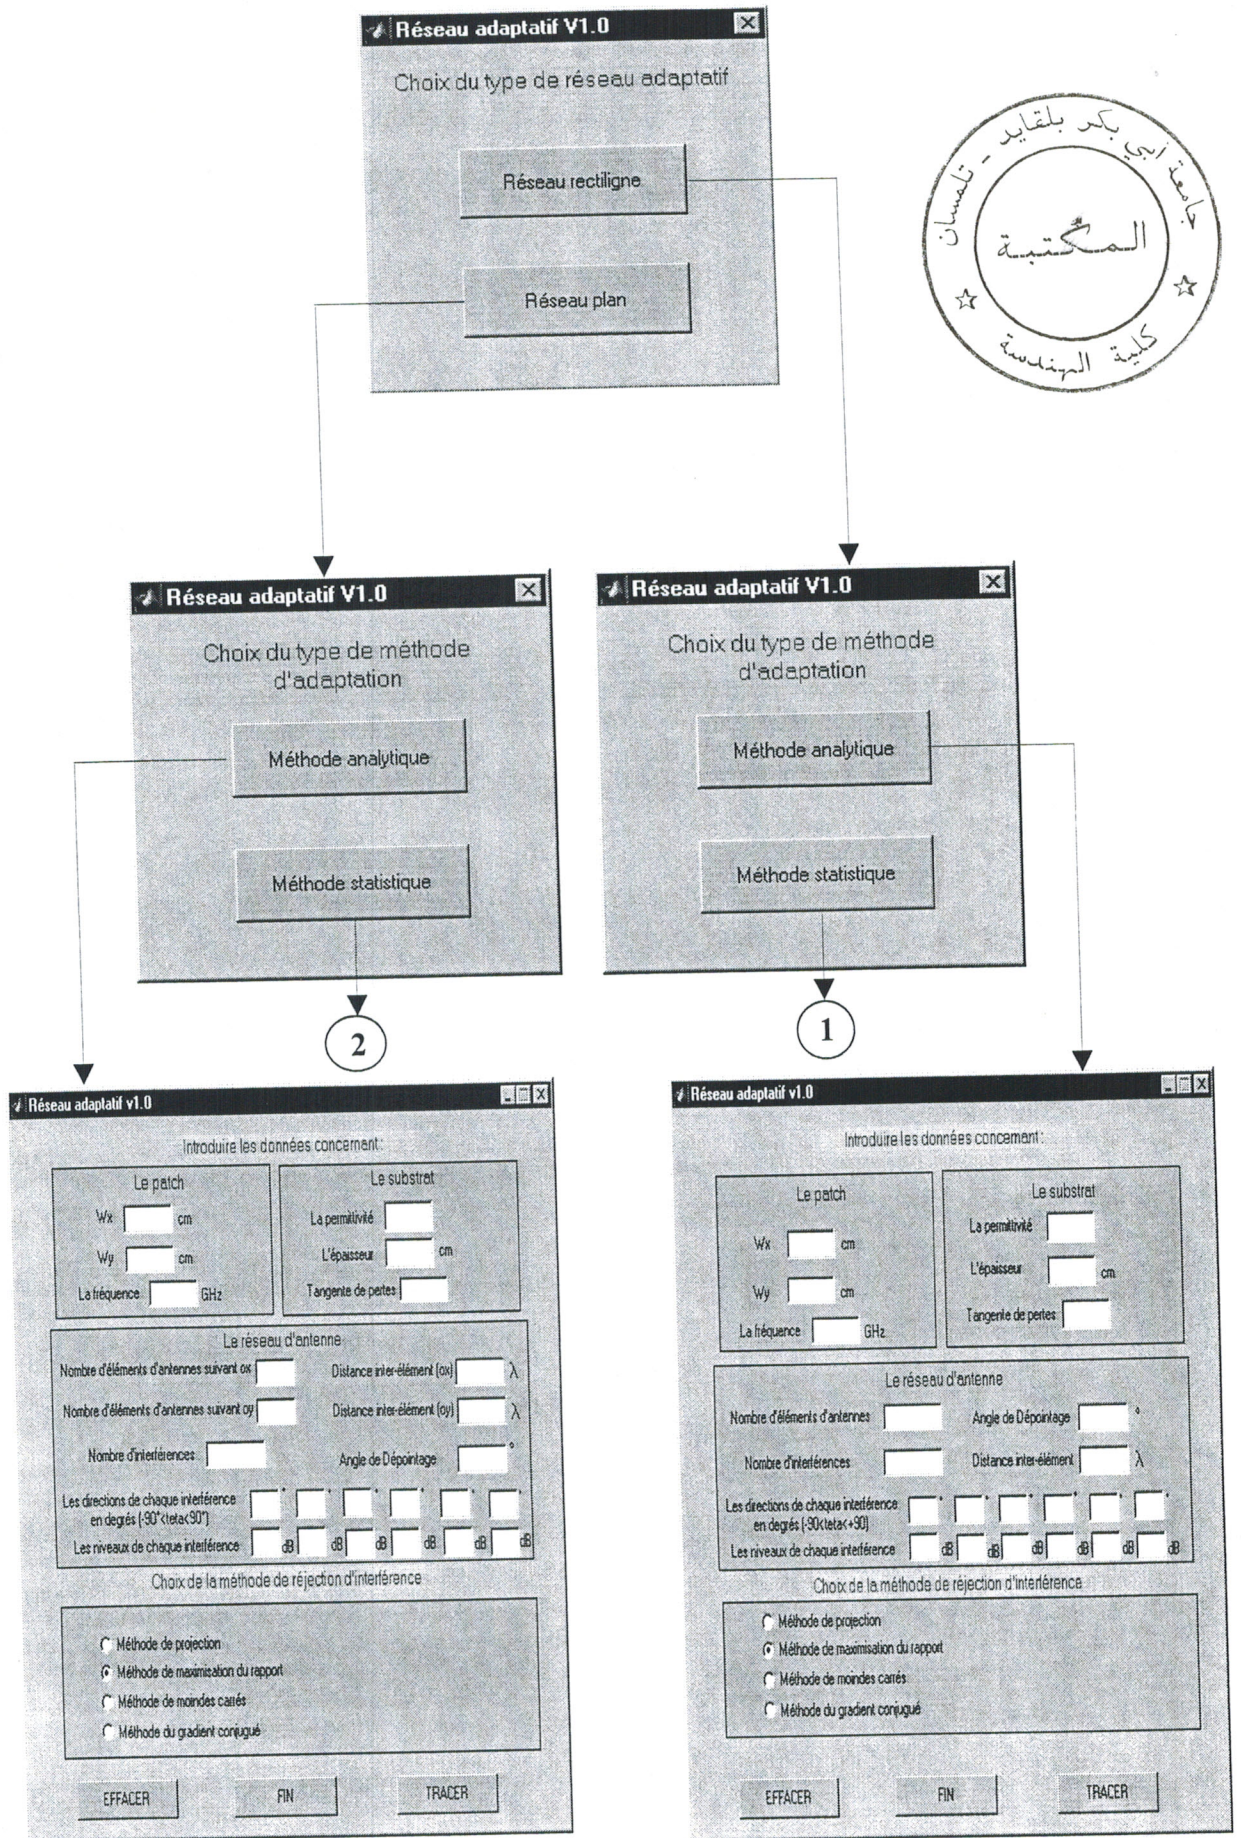 Réseau adaptatif V1.0
Choix du type de réseau adaptatif
Réseau rectiligne
Réseau plan
جامعة أبي بكر بلقايد - تلمسان
المكتبة
كلية الهندسة
Réseau adaptatif V1.0
Choix du type de méthode
d'adaptation
Méthode analytique
Méthode statistique
2
Réseau adaptatif V1.0
Choix du type de méthode
d'adaptation
Méthode analytique
Méthode statistique
1
Réseau adaptatif v1.0
Introduire les données concernant :
Le patch
Wx cm
Wy cm
La fréquence GHz
Le substrat
La permitivité
L'épaisseur cm
Tangente de pertes
Le réseau d'antenne
Nombre d'éléments d'antennes suivant ox Distance inter-élément (ox) λ
Nombre d'éléments d'antennes suivant oy Distance inter-élément (oy) λ
Nombre d'interférences Angle de Dépointage °
Les directions de chaque interférence ° ° ° ° ° °
en degrés (-90°<teta<90°)
Les niveaux de chaque interférence dB dB dB dB dB dB
Choix de la méthode de réjection d'interférence
Méthode de projection
Méthode de maximisation du rapport
Méthode de moindes carrés
Méthode du gradient conjugué
EFFACER FIN TRACER
Réseau adaptatif v1.0
Introduire les données concernant :
Le patch
Wx cm
Wy cm
La fréquence GHz
Le substrat
La permitivité
L'épaisseur cm
Tangente de pertes
Le réseau d'antenne
Nombre d'éléments d'antennes Angle de Dépointage °
Nombre d'interférences Distance inter-élément λ
Les directions de chaque interférence ° ° ° ° ° °
en degrés (-90<teta<+90)
Les niveaux de chaque interférence dB dB dB dB dB dB
Choix de la méthode de réjection d'interférence
Méthode de projection
Méthode de maximisation du rapport
Méthode de moindes carrés
Méthode du gradient conjugué
EFFACER FIN TRACER